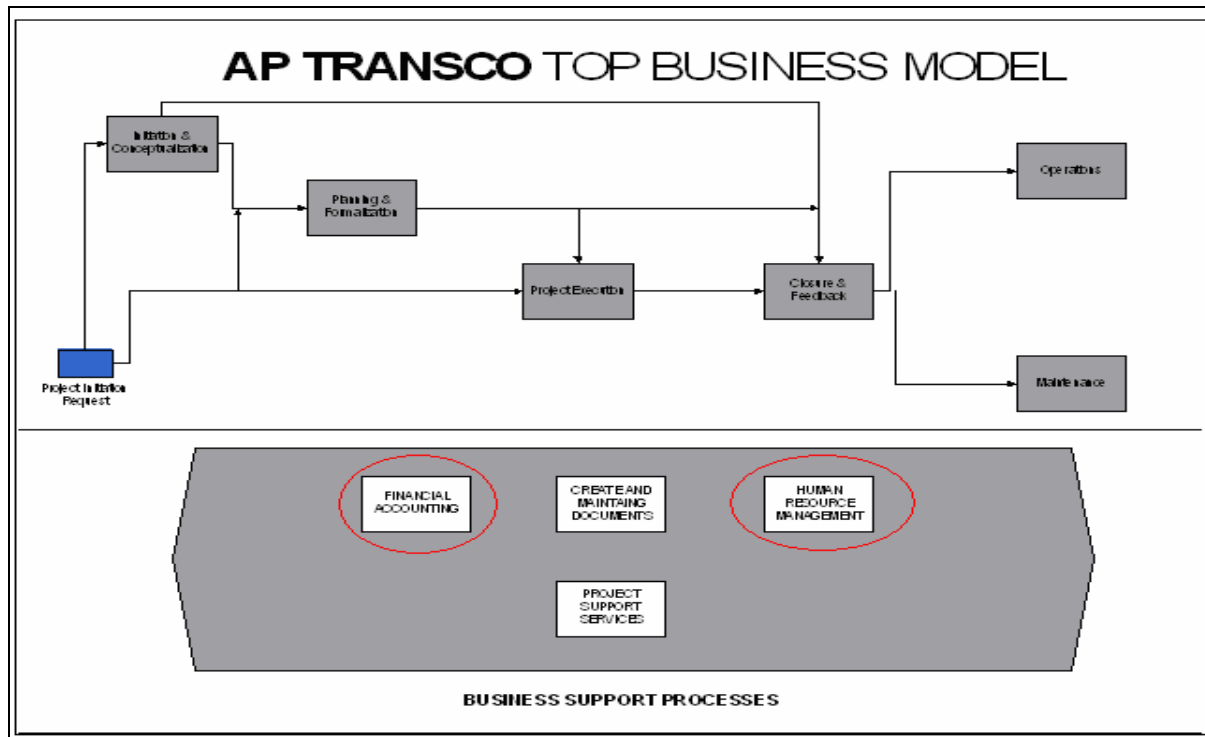 AP TRANSCO TOP BUSINESS MODEL
Initiation &
Conceptualization
Planning &
Formalization
Project Execution
Closure &
Feedback
Operations
Maintenance
Project Initiation
Request
FINANCIAL
ACCOUNTING
CREATE AND
MAINTAING
DOCUMENTS
HUMAN
RESOURCE
MANAGEMENT
PROJECT
SUPPORT
SERVICES
BUSINESS SUPPORT PROCESSES